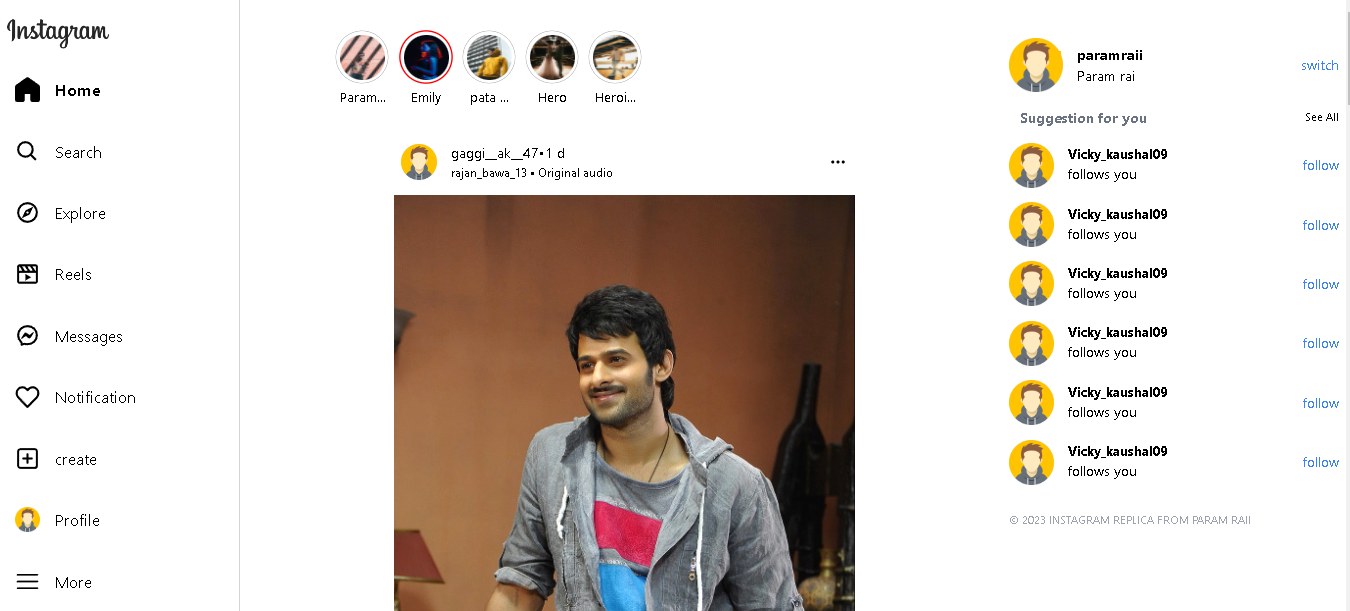 Instagram
Home
Search
Explore
Reels
Messages
Notification
create
Profile
More
Param...
Emily
pata ...
Hero
Heroi...
gaggi__ak__47•1 d
rajan_bawa_13 • Original audio
paramraii
Param rai
switch
Suggestion for you
See All
Vicky_kaushal09
follows you
follow
Vicky_kaushal09
follows you
follow
Vicky_kaushal09
follows you
follow
Vicky_kaushal09
follows you
follow
Vicky_kaushal09
follows you
follow
Vicky_kaushal09
follows you
follow
© 2023 INSTAGRAM REPLICA FROM PARAM RAII